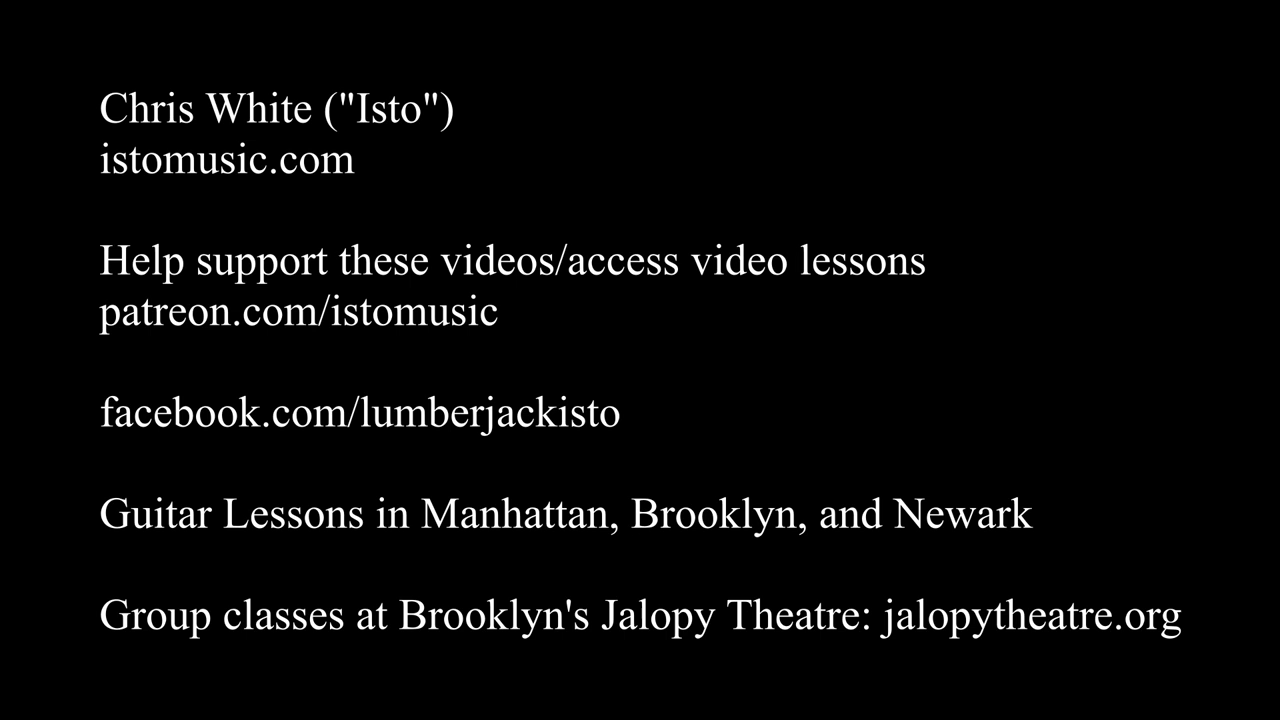 Chris White ("Isto")
istomusic.com
Help support these videos/access video lessons
patreon.com/istomusic
facebook.com/lumberjackisto
Guitar Lessons in Manhattan, Brooklyn, and Newark
Group classes at Brooklyn's Jalopy Theatre: jalopytheatre.org